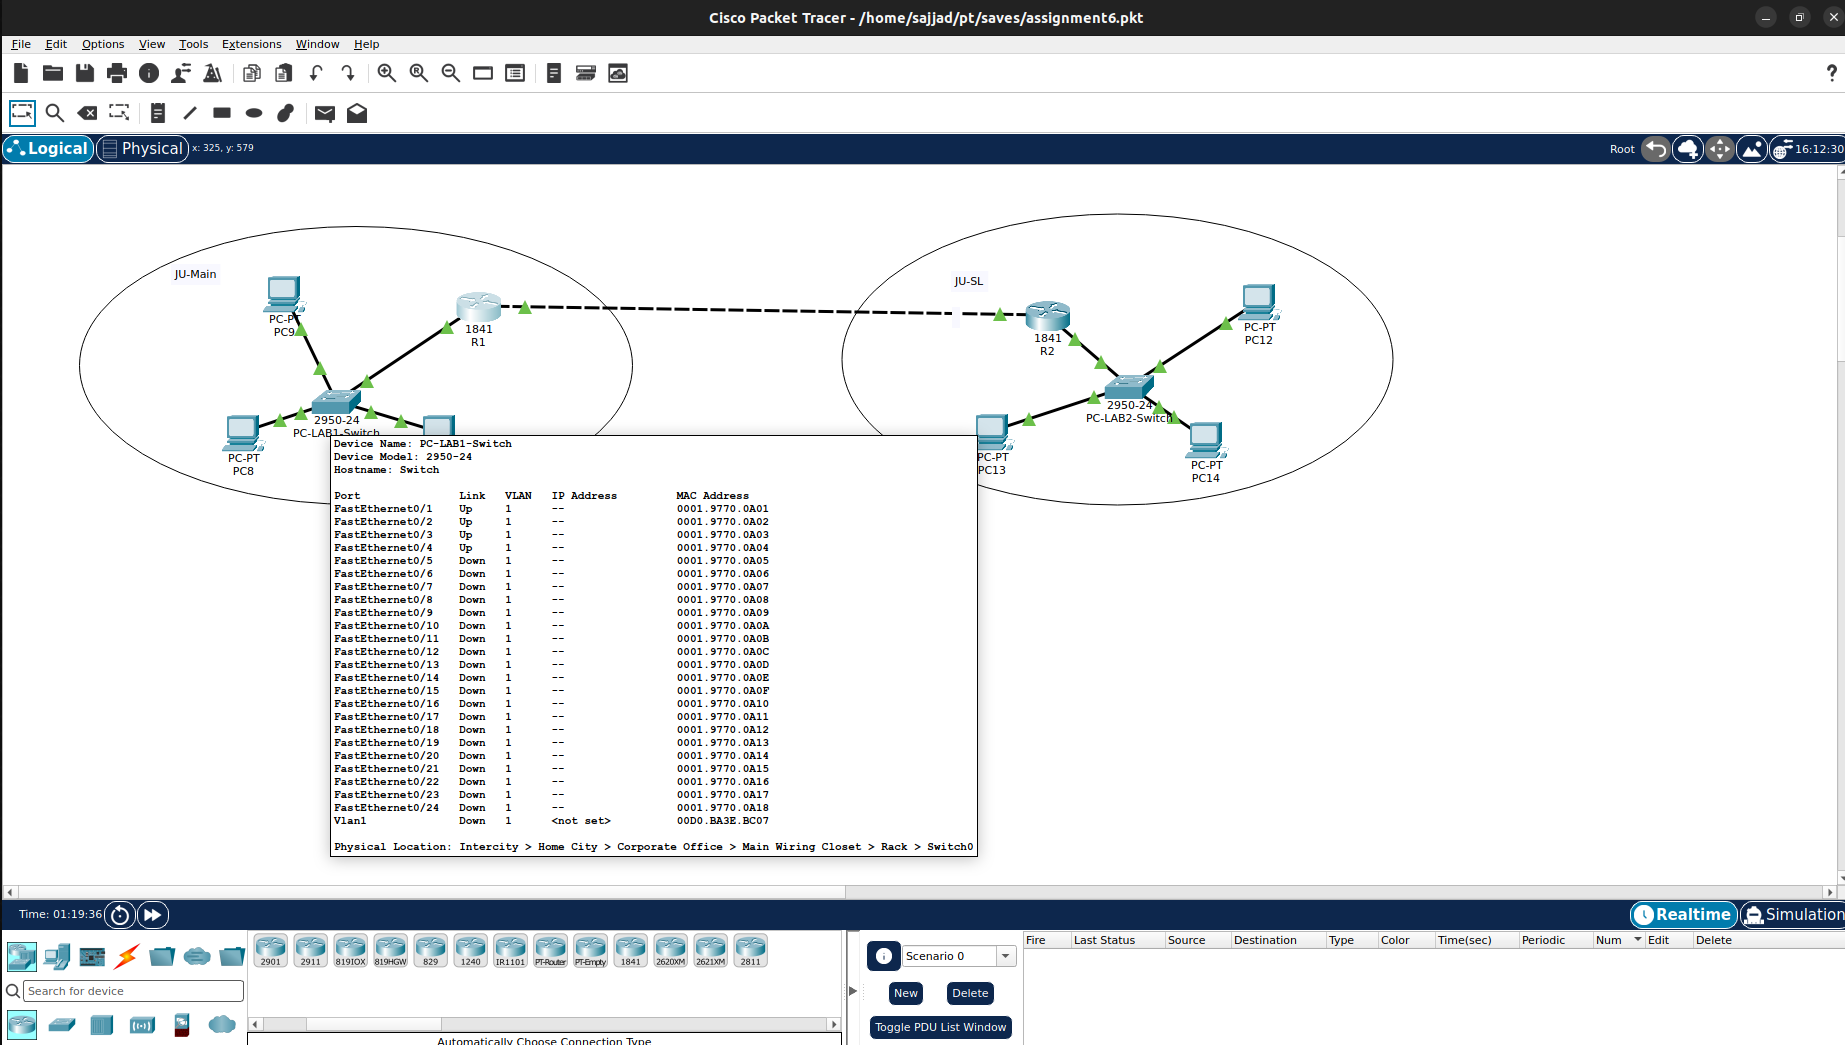 Cisco Packet Tracer - /home/sajjad/pt/saves/assignment6.pkt
File Edit Options View Tools Extensions Window Help
?
Logical Physical x: 325, y: 579 Root 16:12:30
JU-Main
JU-SL
PC-PT
PC9
1841
R1
1841
R2
PC-PT
PC12
2950-24
PC-LAB1-Switch
2950-24
PC-LAB2-Switch
PC-PT
PC8
PC-PT
PC13
PC-PT
PC14
Device Name: PC-LAB1-Switch
Device Model: 2950-24
Hostname: Switch
Port Link VLAN IP Address MAC Address
FastEthernet0/1 Up 1 -- 0001.9770.0A01
FastEthernet0/2 Up 1 -- 0001.9770.0A02
FastEthernet0/3 Up 1 -- 0001.9770.0A03
FastEthernet0/4 Up 1 -- 0001.9770.0A04
FastEthernet0/5 Down 1 -- 0001.9770.0A05
FastEthernet0/6 Down 1 -- 0001.9770.0A06
FastEthernet0/7 Down 1 -- 0001.9770.0A07
FastEthernet0/8 Down 1 -- 0001.9770.0A08
FastEthernet0/9 Down 1 -- 0001.9770.0A09
FastEthernet0/10 Down 1 -- 0001.9770.0A0A
FastEthernet0/11 Down 1 -- 0001.9770.0A0B
FastEthernet0/12 Down 1 -- 0001.9770.0A0C
FastEthernet0/13 Down 1 -- 0001.9770.0A0D
FastEthernet0/14 Down 1 -- 0001.9770.0A0E
FastEthernet0/15 Down 1 -- 0001.9770.0A0F
FastEthernet0/16 Down 1 -- 0001.9770.0A10
FastEthernet0/17 Down 1 -- 0001.9770.0A11
FastEthernet0/18 Down 1 -- 0001.9770.0A12
FastEthernet0/19 Down 1 -- 0001.9770.0A13
FastEthernet0/20 Down 1 -- 0001.9770.0A14
FastEthernet0/21 Down 1 -- 0001.9770.0A15
FastEthernet0/22 Down 1 -- 0001.9770.0A16
FastEthernet0/23 Down 1 -- 0001.9770.0A17
FastEthernet0/24 Down 1 -- 0001.9770.0A18
Vlan1 Down 1 <not set> 00D0.BA3E.BC07
Physical Location: Intercity > Home City > Corporate Office > Main Wiring Closet > Rack > Switch0
Time: 01:19:36 Realtime Simulation
2901 2911 819IOX 819HGW 829 1240 IR1101 PT-Router PT-Empty 1841 2620XM 2621XM 2811
Search for device
Automatically Choose Connection Type
Scenario 0
New Delete
Toggle PDU List Window
Fire Last Status Source Destination Type Color Time(sec) Periodic Num Edit Delete